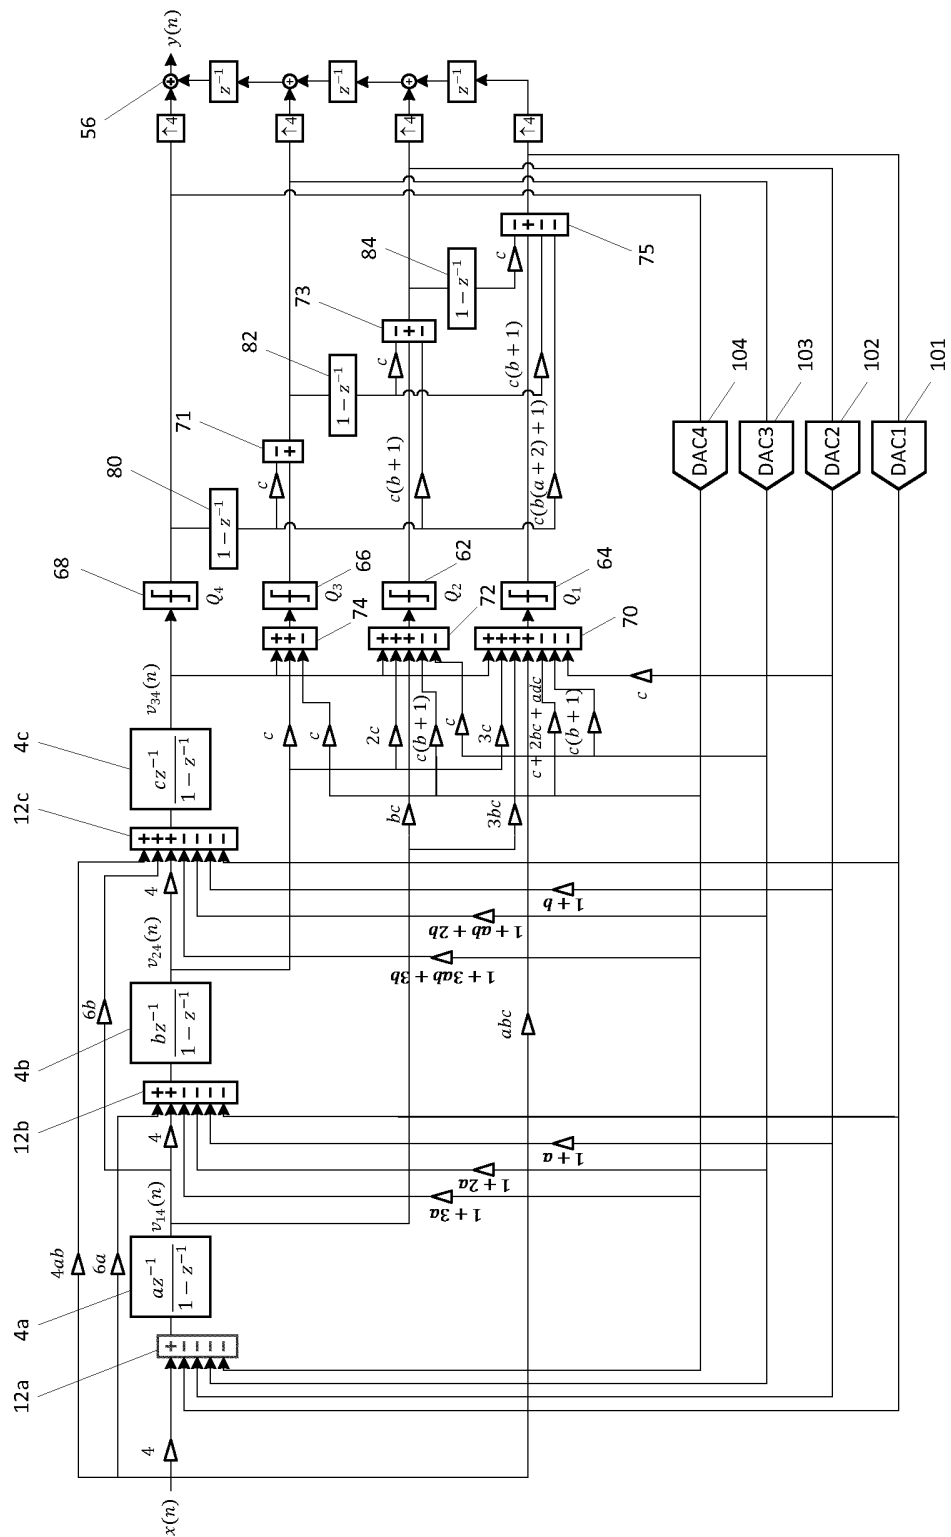 12a
4a
12b
4b
12c
4c
68
80
71
82
73
84
56
4ab
6a
6b
x(n)
4
+
−
−
−
−
az⁻¹
1 − z⁻¹
v₁₄(n)
4
+
+
−
−
−
−
bz⁻¹
1 − z⁻¹
v₂₄(n)
4
+
+
+
−
−
−
−
cz⁻¹
1 − z⁻¹
v₃₄(n)
Q₄
↑4
+
y(n)
1 − z⁻¹
z⁻¹
c
c
+
+
−
74
Q₃
66
c
−
+
↑4
+
1 − z⁻¹
z⁻¹
bc
2c
c(b + 1)
c
+
+
+
−
−
72
Q₂
62
c(b + 1)
c
−
+
−
↑4
+
1 − z⁻¹
z⁻¹
abc
3bc
3c
c + 2bc + adc
c(b + 1)
c
+
+
+
+
−
−
−
70
Q₁
64
c(b(a + 2) + 1)
c(b + 1)
c
−
+
−
−
75
↑4
1 + 3a
1 + 2a
1 + a
1 + 3ab + 3b
1 + ab + 2b
1 + b
DAC4
104
DAC3
103
DAC2
102
DAC1
101